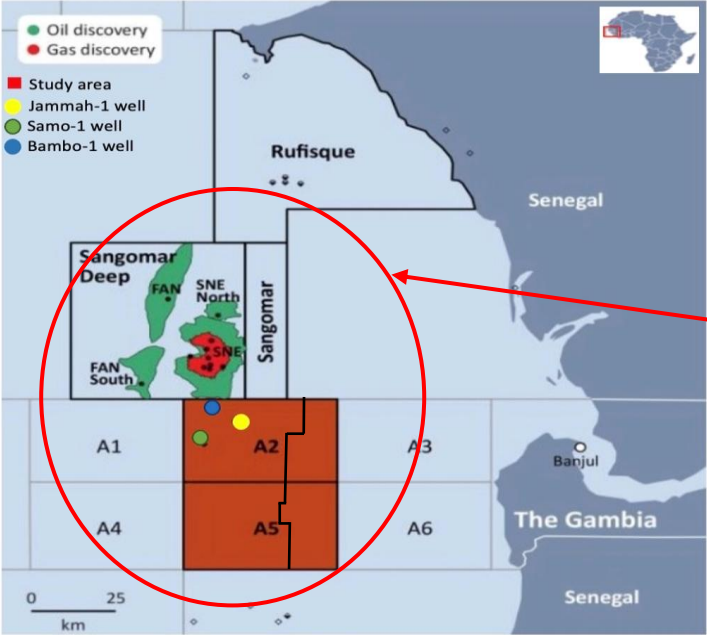 Oil discovery
Gas discovery
Study area
Jammah-1 well
Samo-1 well
Bambo-1 well
Rufisque
Senegal
Sangomar
Deep
FAN
SNE
North
Sangomar
SNE
FAN
South
A1
A2
A3
Banjul
A4
A5
A6
The Gambia
0 25
km
Senegal